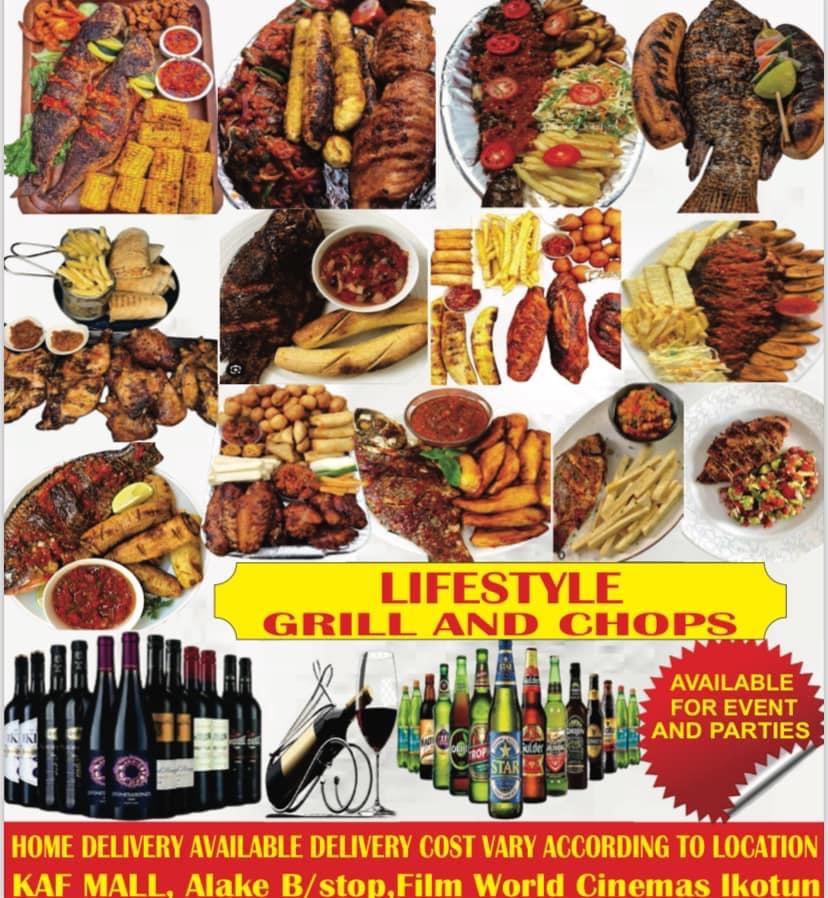 LIFESTYLE
GRILL AND CHOPS
STAR
AVAILABLE
FOR EVENT
AND PARTIES
HOME DELIVERY AVAILABLE DELIVERY COST VARY ACCORDING TO LOCATION
KAF MALL, Alake B/stop,Film World Cinemas Ikotun